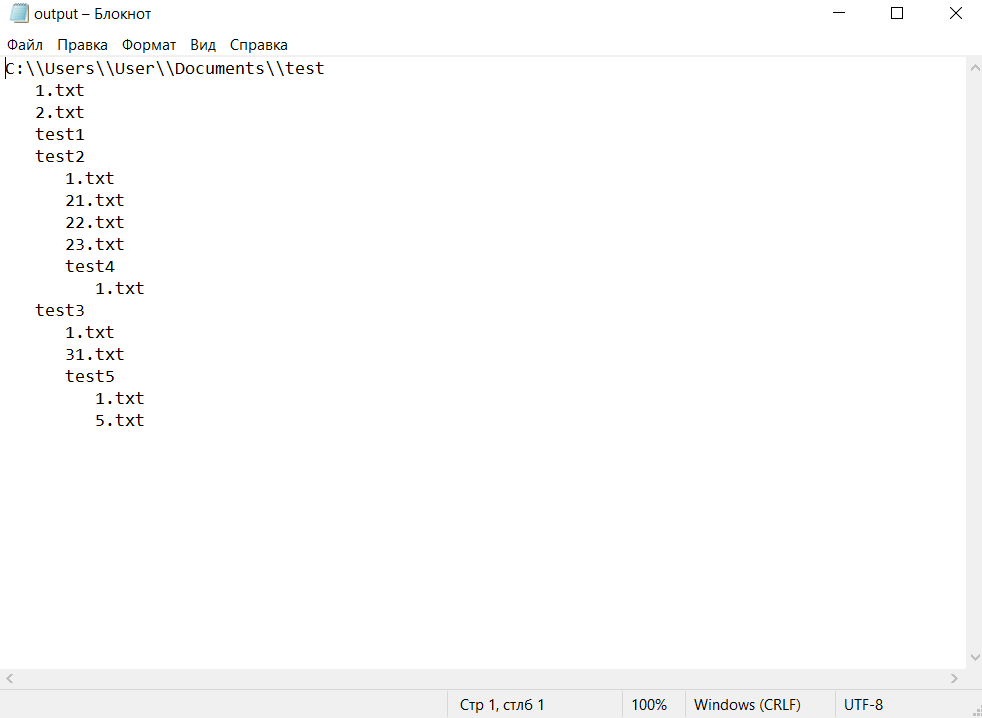 output – Блокнот
Файл Правка Формат Вид Справка
C:\\Users\\User\\Documents\\test
   1.txt
   2.txt
   test1
   test2
      1.txt
      21.txt
      22.txt
      23.txt
      test4
         1.txt
   test3
      1.txt
      31.txt
      test5
         1.txt
         5.txt
Стр 1, стлб 1 100% Windows (CRLF) UTF-8